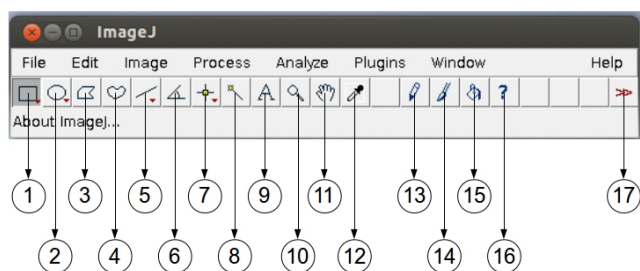 ImageJ
File Edit Image Process Analyze Plugins Window Help
A ?
About ImageJ...
1 3 5 7 9 11 13 15 17
2 4 6 8 10 12 14 16